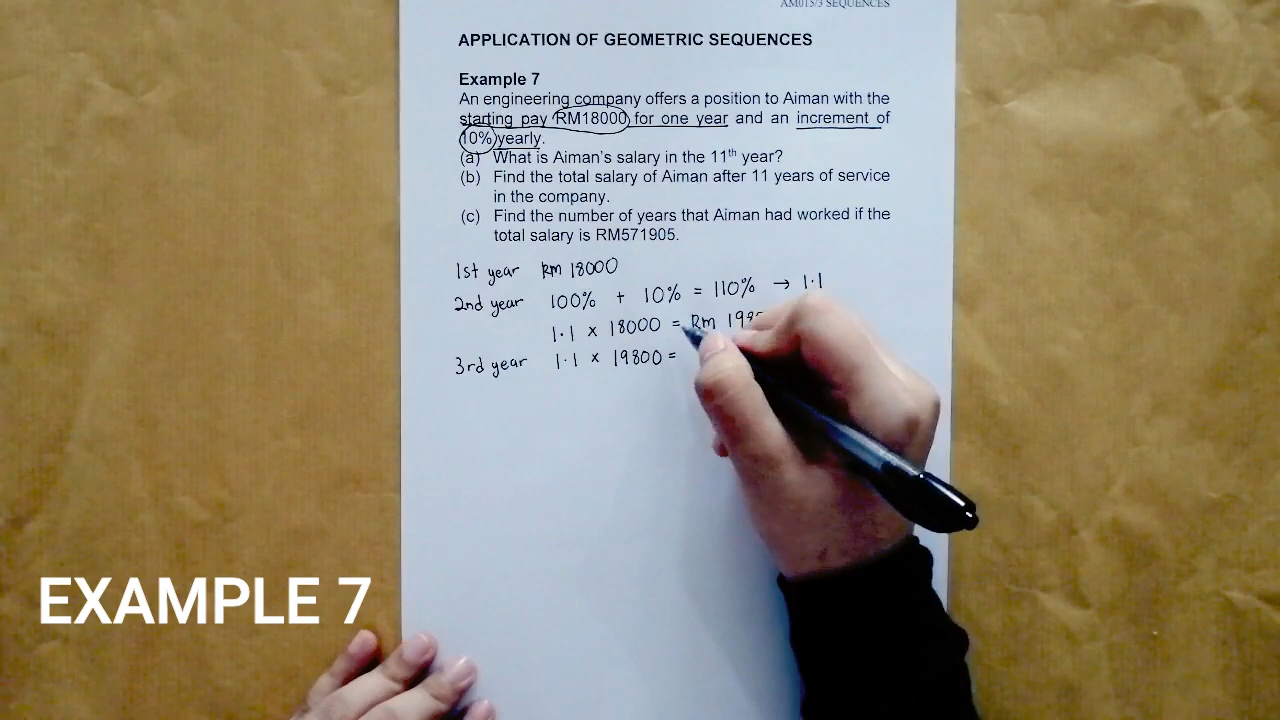 AM015/3 SEQUENCES
APPLICATION OF GEOMETRIC SEQUENCES
Example 7
An engineering company offers a position to Aiman with the
starting pay RM18000 for one year and an increment of
10% yearly.
(a) What is Aiman's salary in the 11th year?
(b) Find the total salary of Aiman after 11 years of service
in the company.
(c) Find the number of years that Aiman had worked if the
total salary is RM571905.
1st year Rm 18000
2nd year 100% + 10% = 110% → 1.1
1.1 × 18000 = Rm
3rd year 1.1 × 19800 =
EXAMPLE 7